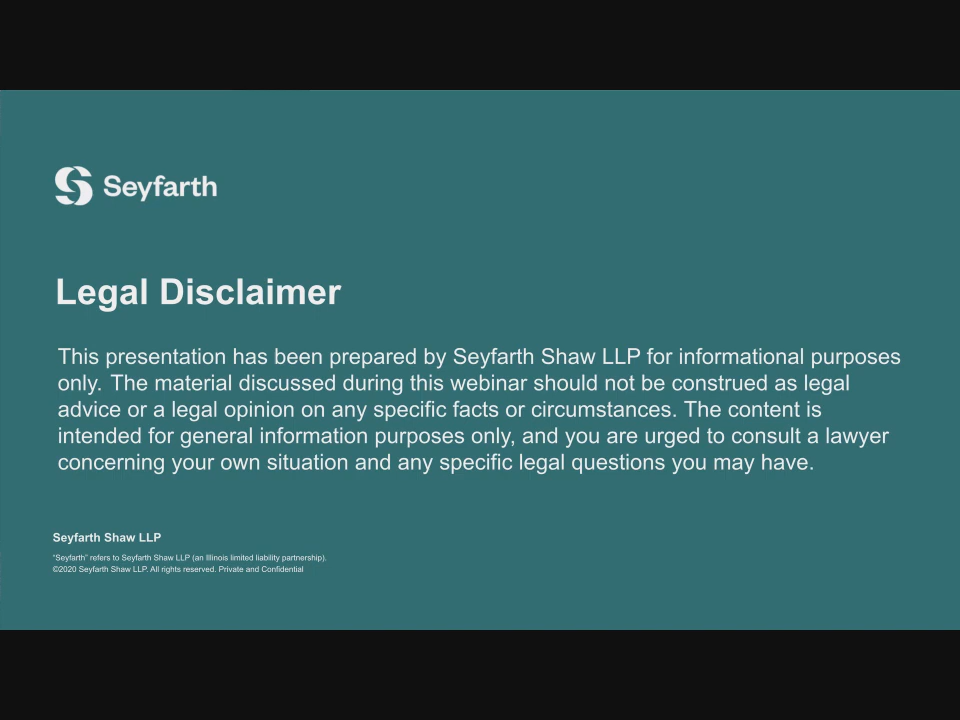 Seyfarth
Legal Disclaimer
This presentation has been prepared by Seyfarth Shaw LLP for informational purposes
only. The material discussed during this webinar should not be construed as legal
advice or a legal opinion on any specific facts or circumstances. The content is
intended for general information purposes only, and you are urged to consult a lawyer
concerning your own situation and any specific legal questions you may have.
Seyfarth Shaw LLP
“Seyfarth” refers to Seyfarth Shaw LLP (an Illinois limited liability partnership).
©2020 Seyfarth Shaw LLP. All rights reserved. Private and Confidential